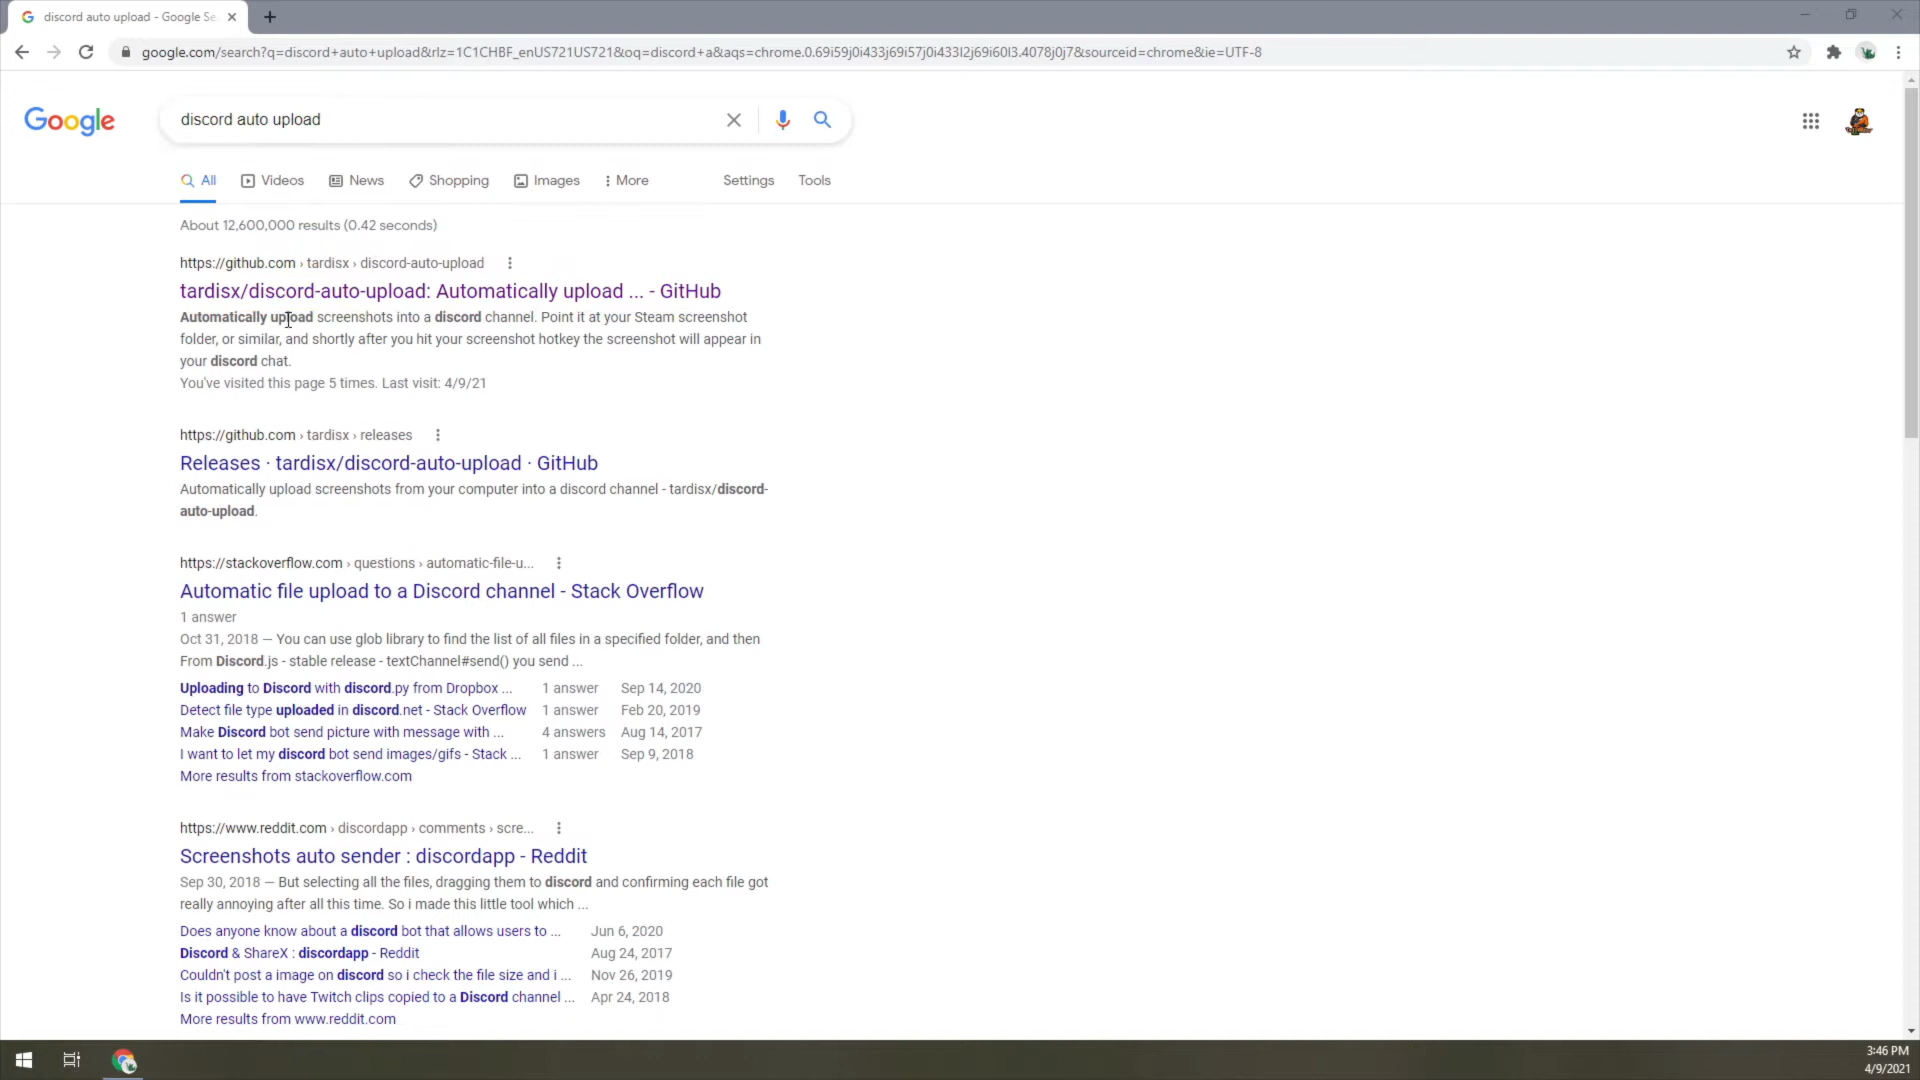 discord auto upload - Google Se
google.com/search?q=discord+auto+upload&rlz=1C1CHBF_enUS721US721&oq=discord+a&aqs=chrome.0.69i59j0i433j69i57j0i433l2j69i60l3.4078j0j7&sourceid=chrome&ie=UTF-8
Google
discord auto upload
All Videos News Shopping Images More Settings Tools
About 12,600,000 results (0.42 seconds)
https://github.com › tardisx › discord-auto-upload
tardisx/discord-auto-upload: Automatically upload ... - GitHub
Automatically upload screenshots into a discord channel. Point it at your Steam screenshot
folder, or similar, and shortly after you hit your screenshot hotkey the screenshot will appear in
your discord chat.
You've visited this page 5 times. Last visit: 4/9/21
https://github.com › tardisx › releases
Releases · tardisx/discord-auto-upload · GitHub
Automatically upload screenshots from your computer into a discord channel - tardisx/discord-
auto-upload.
https://stackoverflow.com › questions › automatic-file-u...
Automatic file upload to a Discord channel - Stack Overflow
1 answer
Oct 31, 2018 — You can use glob library to find the list of all files in a specified folder, and then
From Discord.js - stable release - textChannel#send() you send ...
Uploading to Discord with discord.py from Dropbox ... 1 answer Sep 14, 2020
Detect file type uploaded in discord.net - Stack Overflow 1 answer Feb 20, 2019
Make Discord bot send picture with message with ... 4 answers Aug 14, 2017
I want to let my discord bot send images/gifs - Stack ... 1 answer Sep 9, 2018
More results from stackoverflow.com
https://www.reddit.com › discordapp › comments › scre...
Screenshots auto sender : discordapp - Reddit
Sep 30, 2018 — But selecting all the files, dragging them to discord and confirming each file got
really annoying after all this time. So i made this little tool which ...
Does anyone know about a discord bot that allows users to ... Jun 6, 2020
Discord & ShareX : discordapp - Reddit Aug 24, 2017
Couldn't post a image on discord so i check the file size and i ... Nov 26, 2019
Is it possible to have Twitch clips copied to a Discord channel ... Apr 24, 2018
More results from www.reddit.com
3:46 PM
4/9/2021